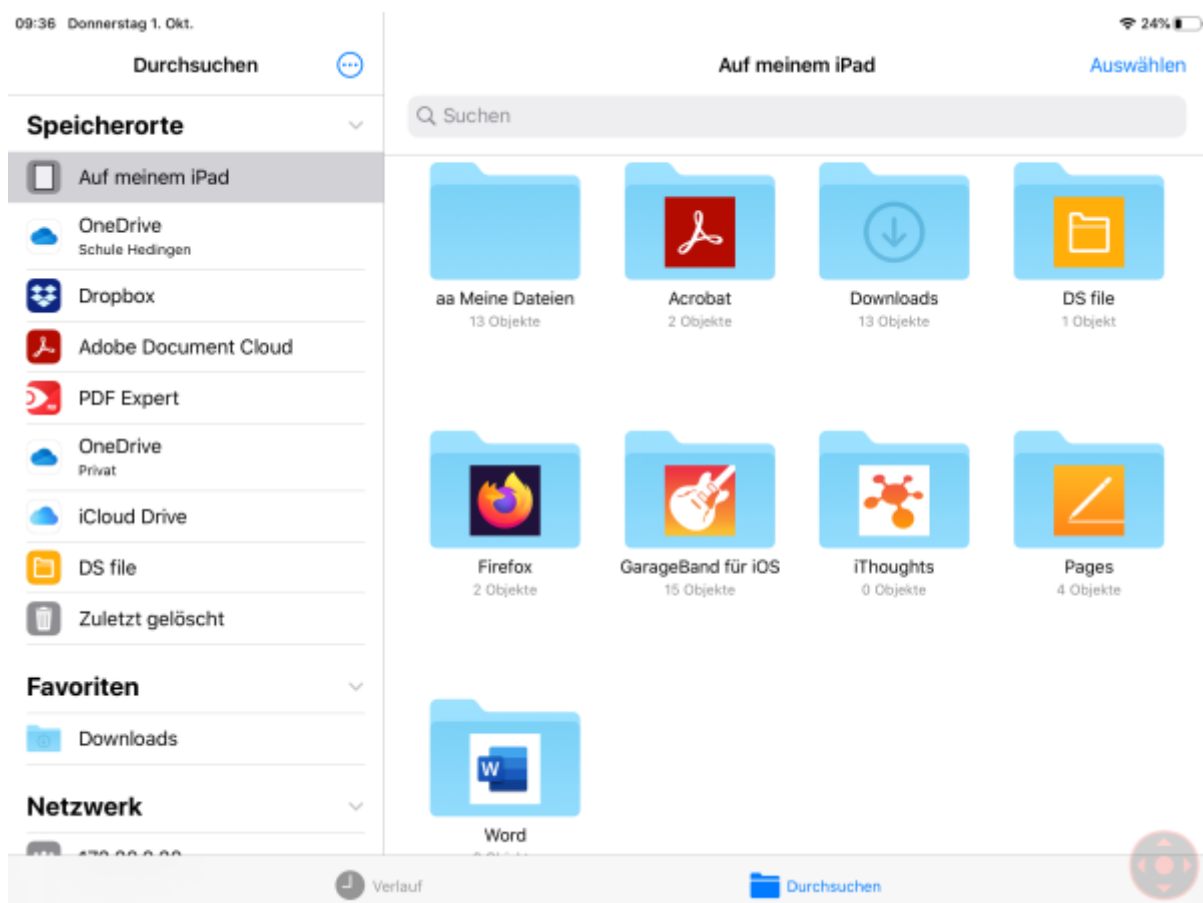 09:36 Donnerstag 1. Okt.
24%
Durchsuchen
Auf meinem iPad
Auswählen
Suchen
Speicherorte
Auf meinem iPad
OneDrive
Schule Hedingen
Dropbox
Adobe Document Cloud
PDF Expert
OneDrive
Privat
iCloud Drive
DS file
Zuletzt gelöscht
Favoriten
Downloads
Netzwerk
aa Meine Dateien
13 Objekte
Acrobat
2 Objekte
Downloads
13 Objekte
DS file
1 Objekt
Firefox
2 Objekte
GarageBand für iOS
15 Objekte
iThoughts
0 Objekte
Pages
4 Objekte
W
Word
Verlauf
Durchsuchen